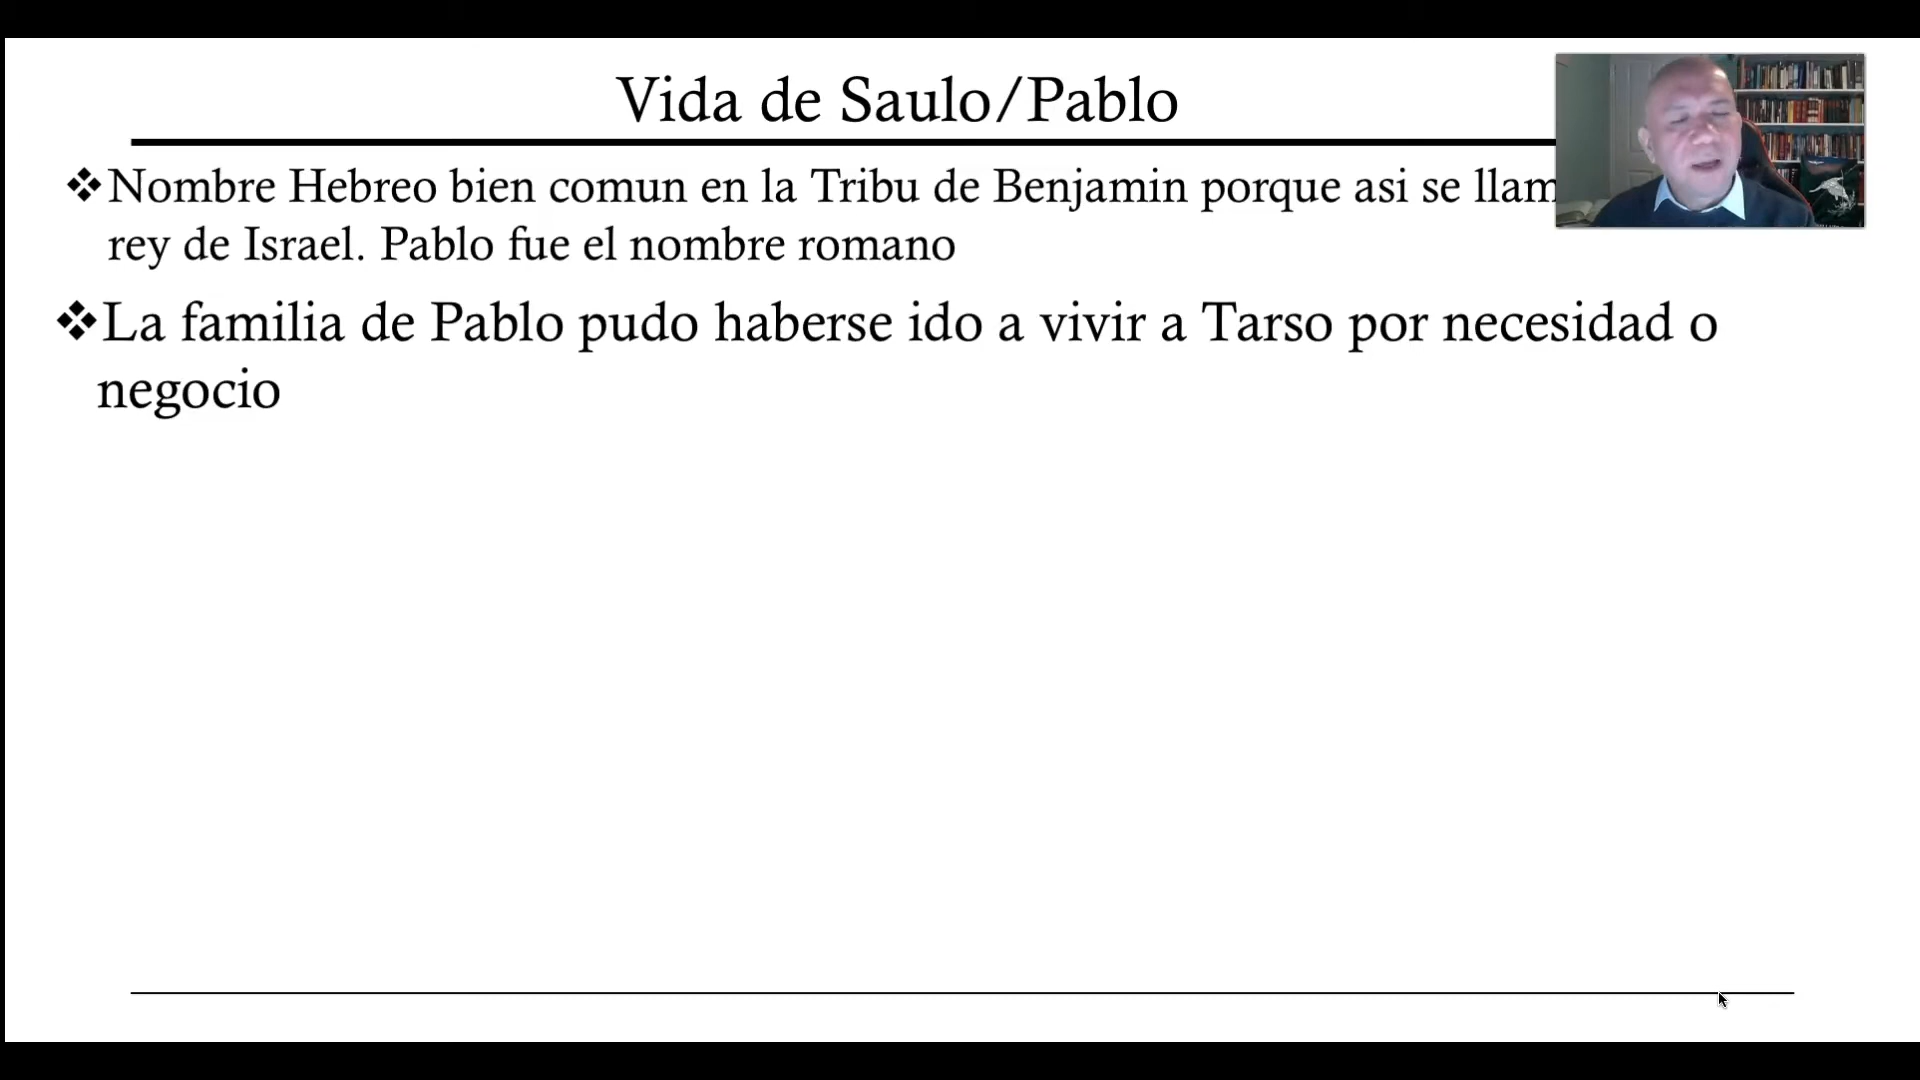 Vida de Saulo/Pablo
❖Nombre Hebreo bien comun en la Tribu de Benjamin porque asi se llam
rey de Israel. Pablo fue el nombre romano
❖La familia de Pablo pudo haberse ido a vivir a Tarso por necesidad o
negocio